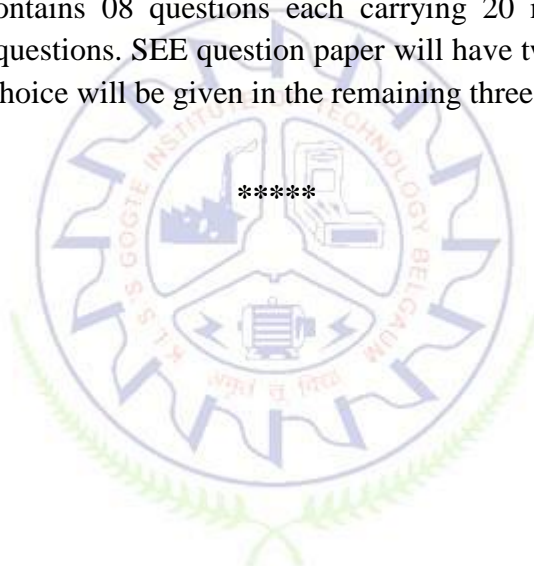 ontains 08 questions each carrying 20
questions. SEE question paper will have
hoice will be given in the remaining three
*****
K L S'S GOGTE INSTITUTE OF TECHNOLOGY BELGAUM